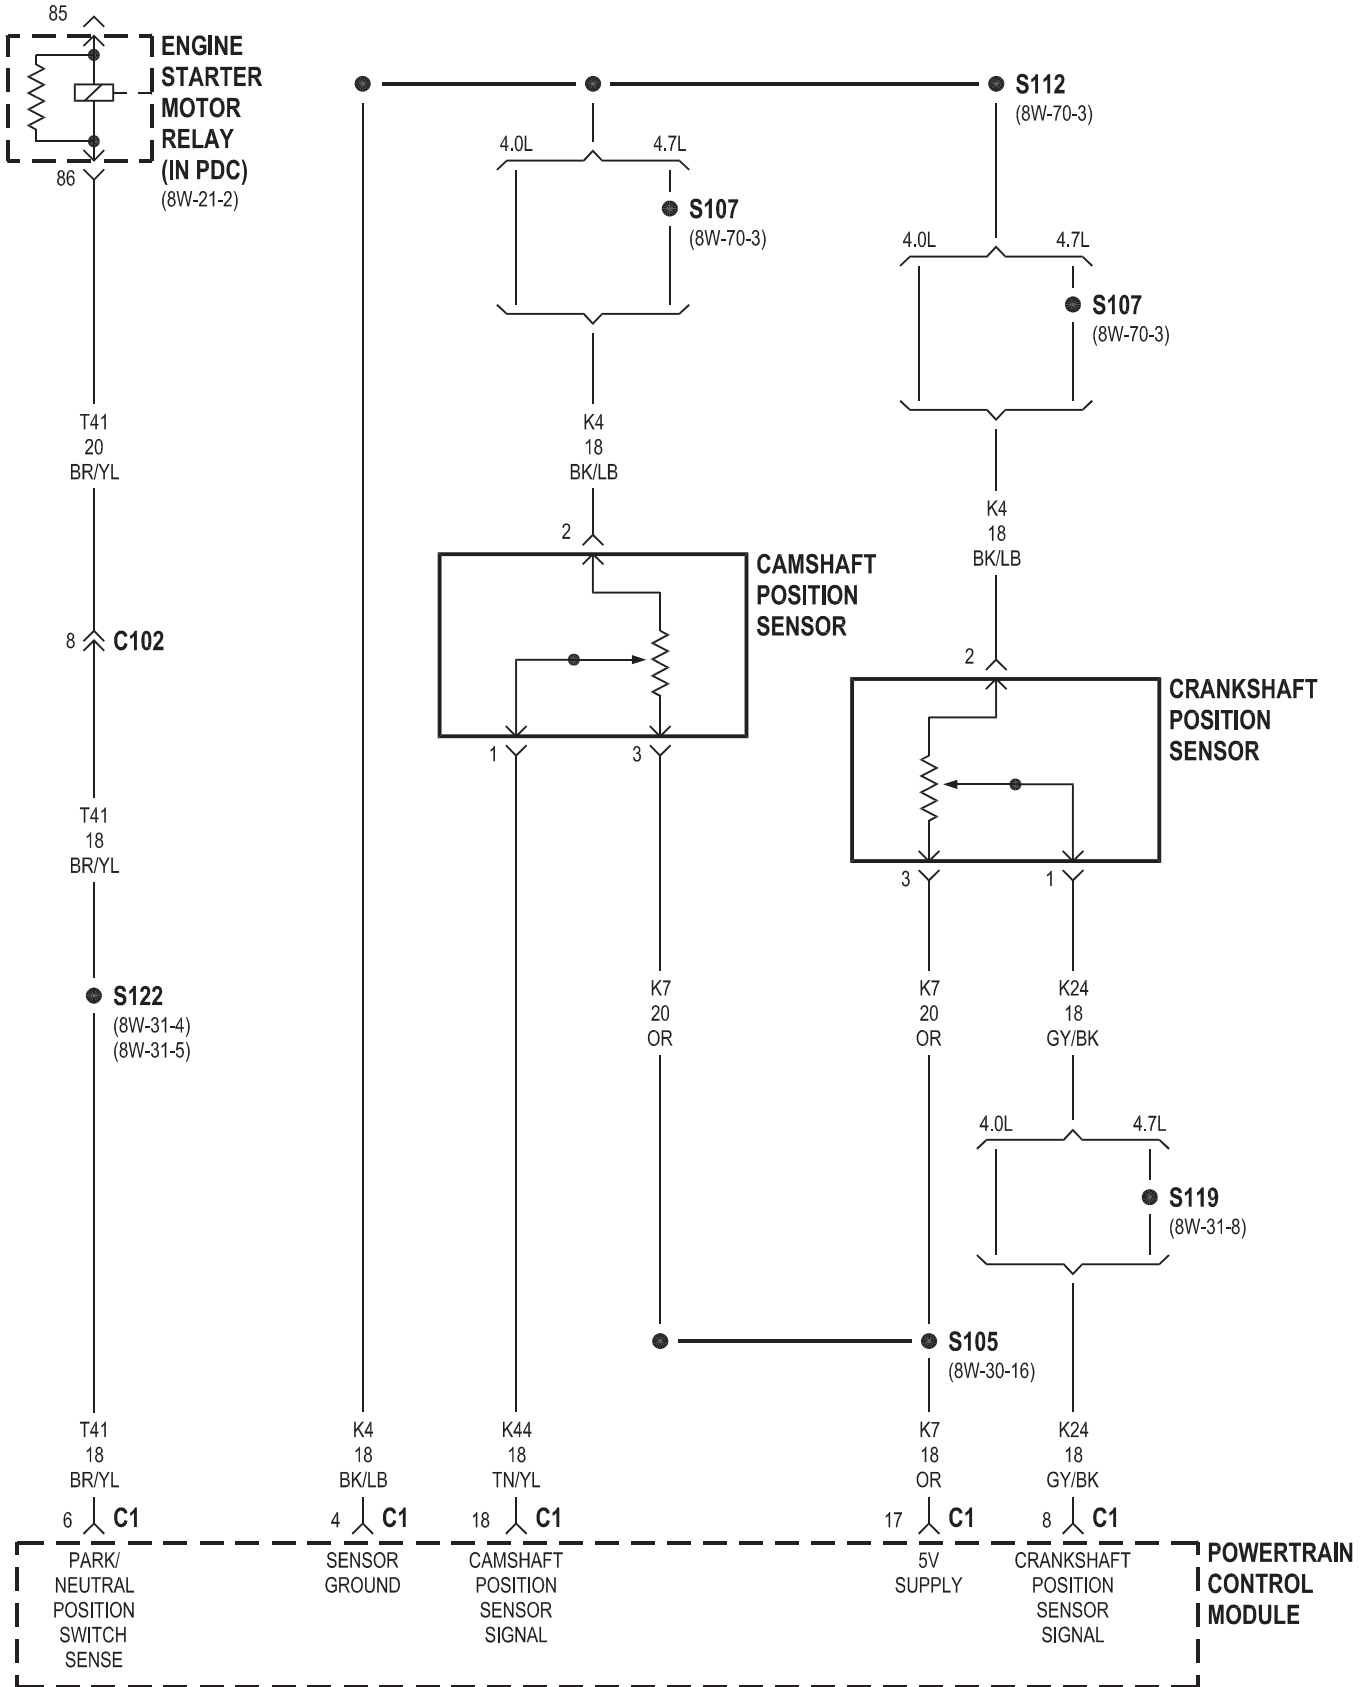 85
ENGINE
STARTER
MOTOR
RELAY
(IN PDC)
(8W-21-2)
86
S112
(8W-70-3)
4.0L
4.7L
S107
(8W-70-3)
4.0L
4.7L
S107
(8W-70-3)
T41
20
BR/YL
K4
18
BK/LB
K4
18
BK/LB
2
CAMSHAFT
POSITION
SENSOR
8
C102
2
CRANKSHAFT
POSITION
SENSOR
1
3
T41
18
BR/YL
3
1
S122
(8W-31-4)
(8W-31-5)
K7
20
OR
K7
20
OR
K24
18
GY/BK
4.0L
4.7L
S119
(8W-31-8)
S105
(8W-30-16)
T41
18
BR/YL
K4
18
BK/LB
K44
18
TN/YL
K7
18
OR
K24
18
GY/BK
6 C1
4 C1
18 C1
17 C1
8 C1
PARK/
NEUTRAL
POSITION
SWITCH
SENSE
SENSOR
GROUND
CAMSHAFT
POSITION
SENSOR
SIGNAL
5V
SUPPLY
CRANKSHAFT
POSITION
SENSOR
SIGNAL
POWERTRAIN
CONTROL
MODULE